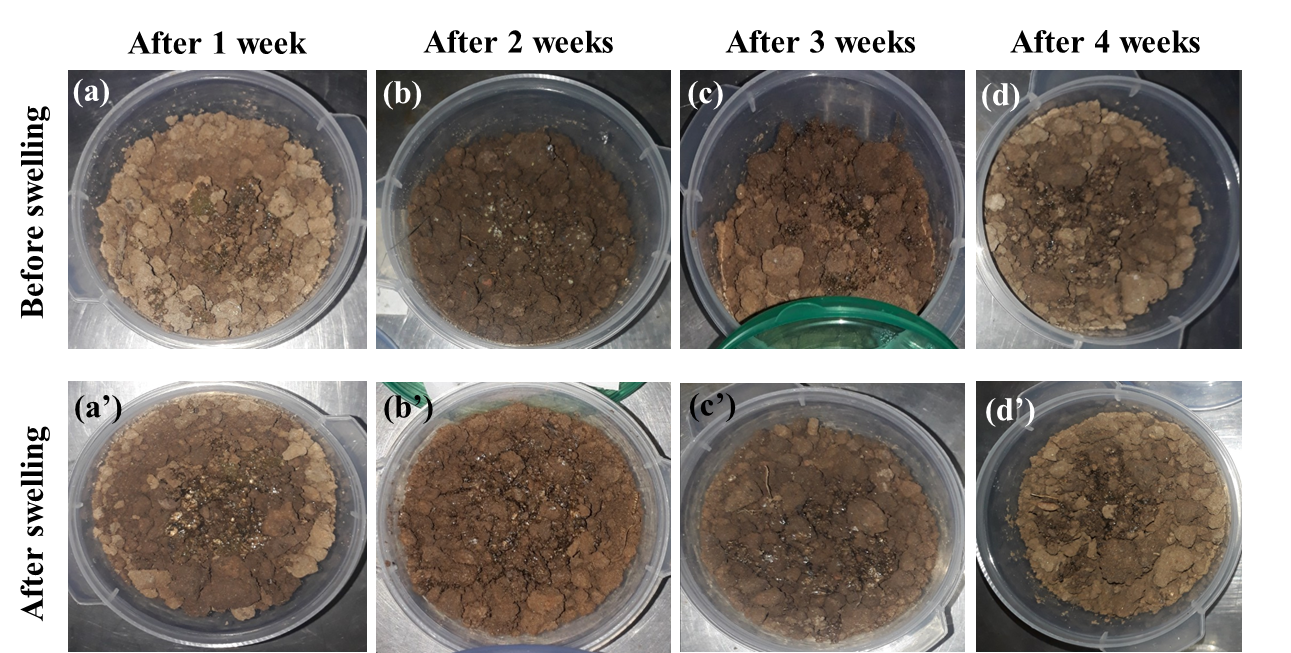 After 1 week
After 2 weeks
After 3 weeks
After 4 weeks
Before swelling
(a)
(b)
(c)
(d)
After swelling
(a’)
(b’)
(c’)
(d’)